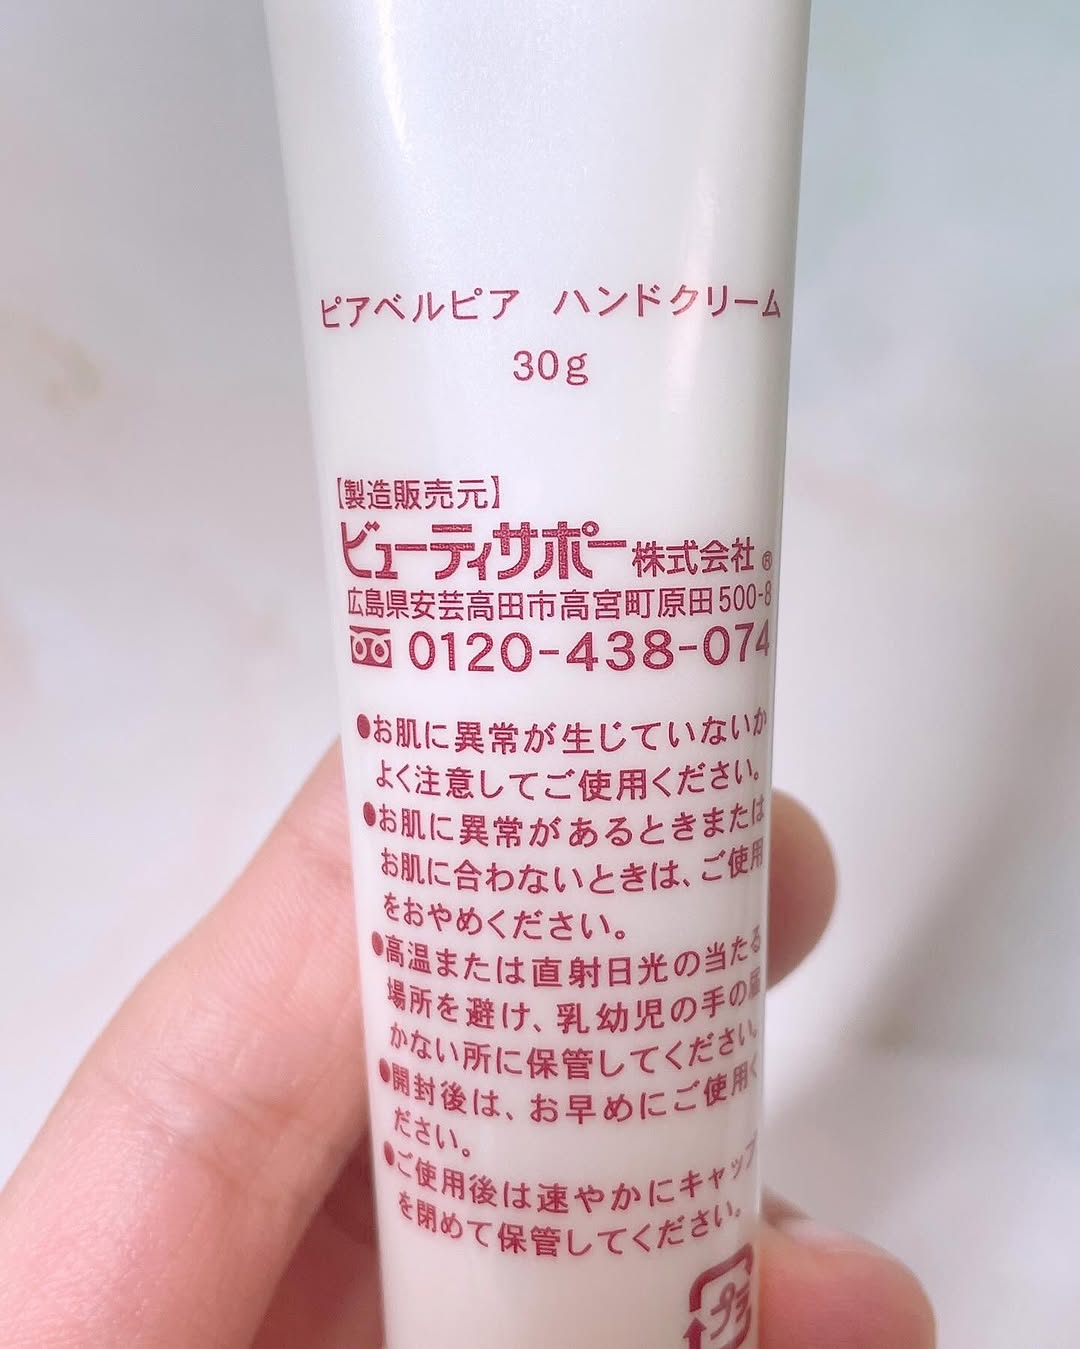 ピアベルピア ハンドクリーム
30g
【製造販売元】
ビューティサポー株式会社®
広島県安芸高田市高宮町原田500-8
0120-438-074
●お肌に異常が生じていないか
よく注意してご使用ください。
●お肌に異常があるときまたは
お肌に合わないときは、ご使用
をおやめください。
●高温または直射日光の当たる
場所を避け、乳幼児の手の届
かない所に保管してください。
●開封後は、お早めにご使用く
ださい。
●ご使用後は速やかにキャップ
を閉めて保管してください。
プラ